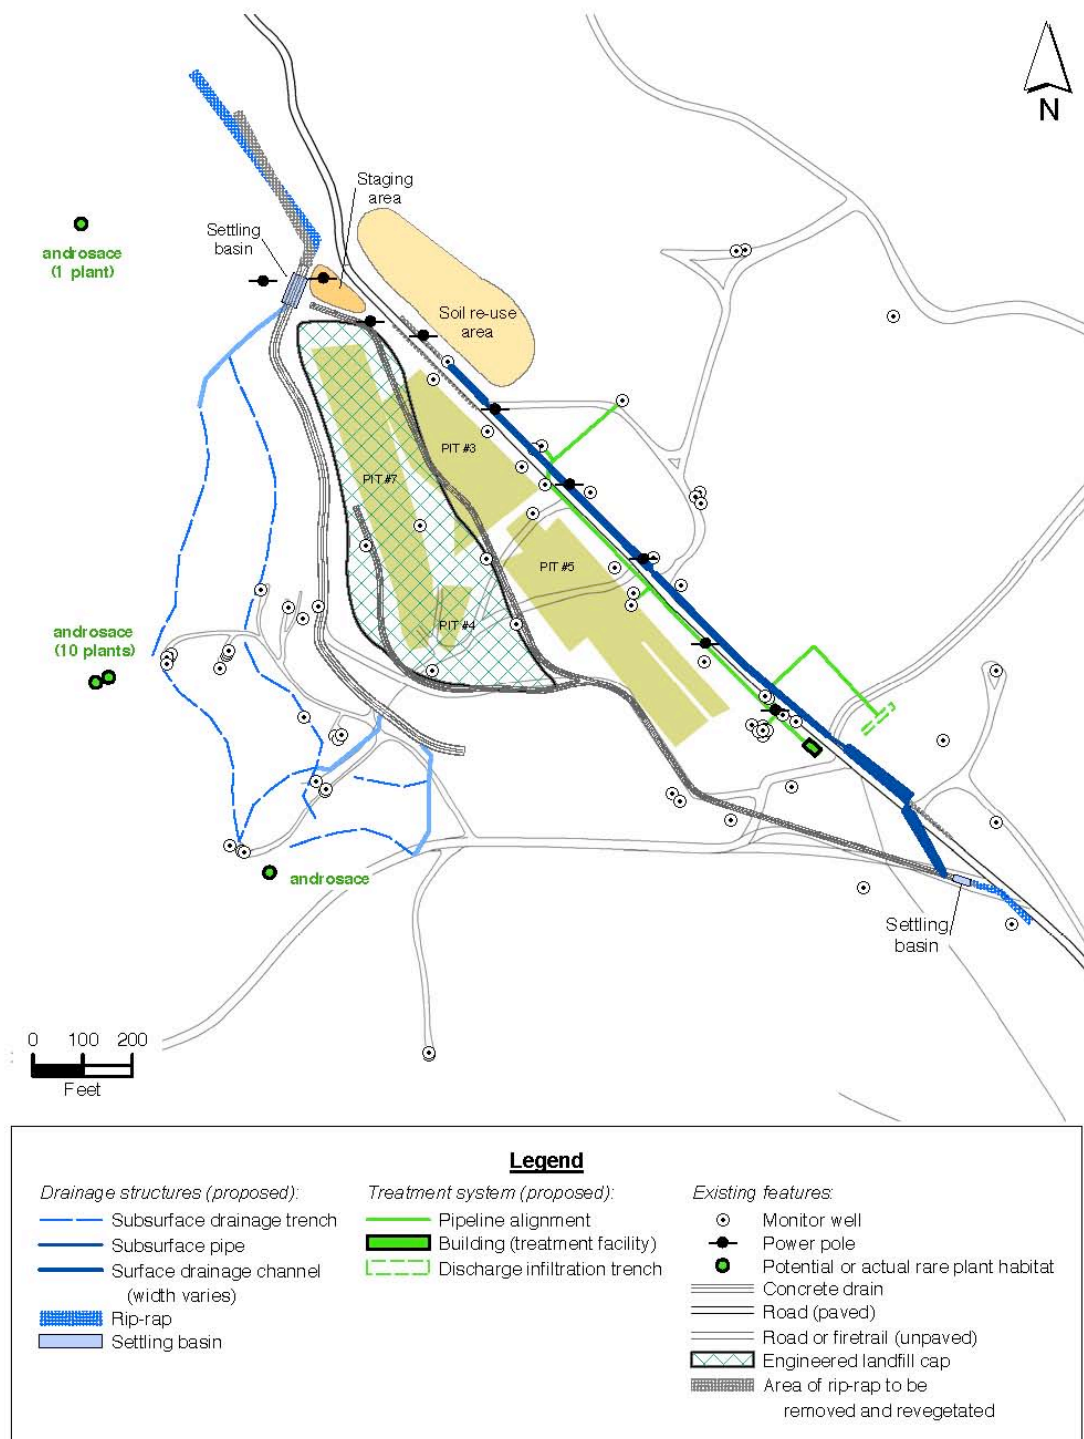 N
Staging
area
Settling
basin
androsace
(1 plant)
Soil re-use
area
PIT #3
PIT #7
PIT #5
PIT #4
androsace
(10 plants)
androsace
Settling
basin
0 100 200
Feet
Legend
Drainage structures (proposed):
Subsurface drainage trench
Subsurface pipe
Surface drainage channel
(width varies)
Rip-rap
Settling basin
Treatment system (proposed):
Pipeline alignment
Building (treatment facility)
Discharge infiltration trench
Existing features:
Monitor well
Power pole
Potential or actual rare plant habitat
Concrete drain
Road (paved)
Road or firetrail (unpaved)
Engineered landfill cap
Area of rip-rap to be
removed and revegetated